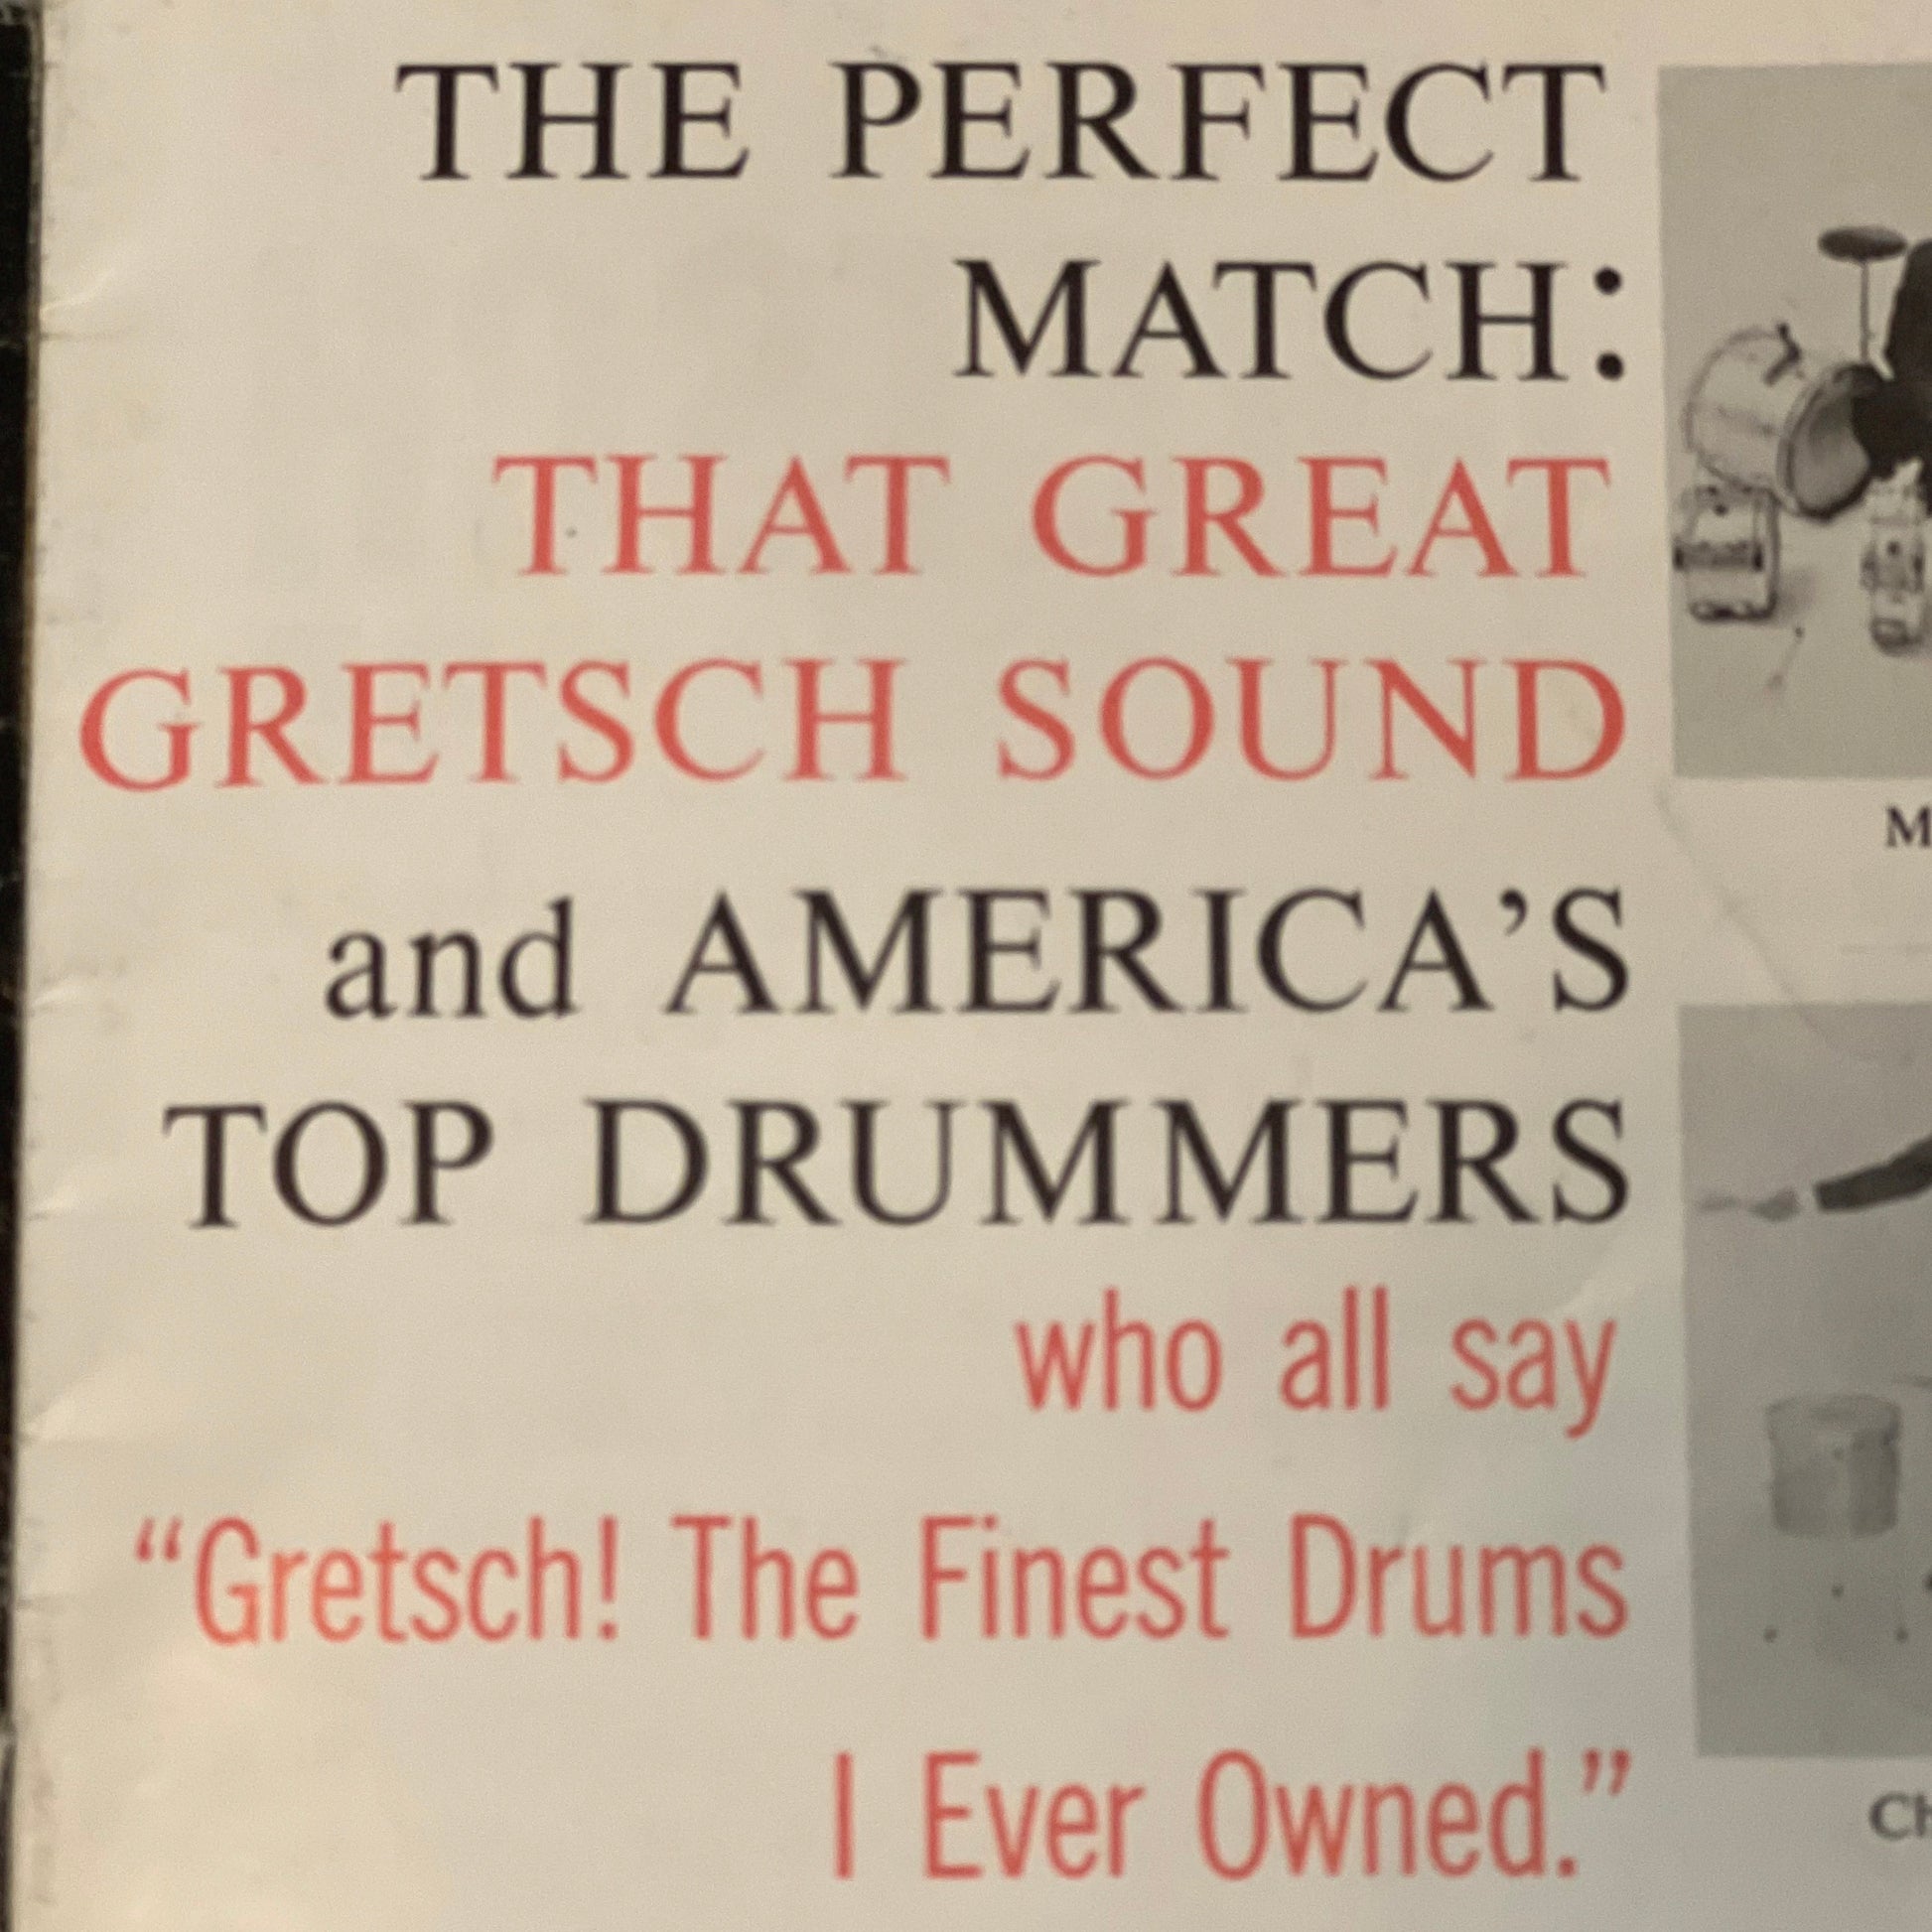 THE PERFECT
MATCH:
THAT GREAT
GRETSCH SOUND
and AMERICA’S
TOP DRUMMERS
who all say
“Gretsch! The Finest Drums
I Ever Owned.”